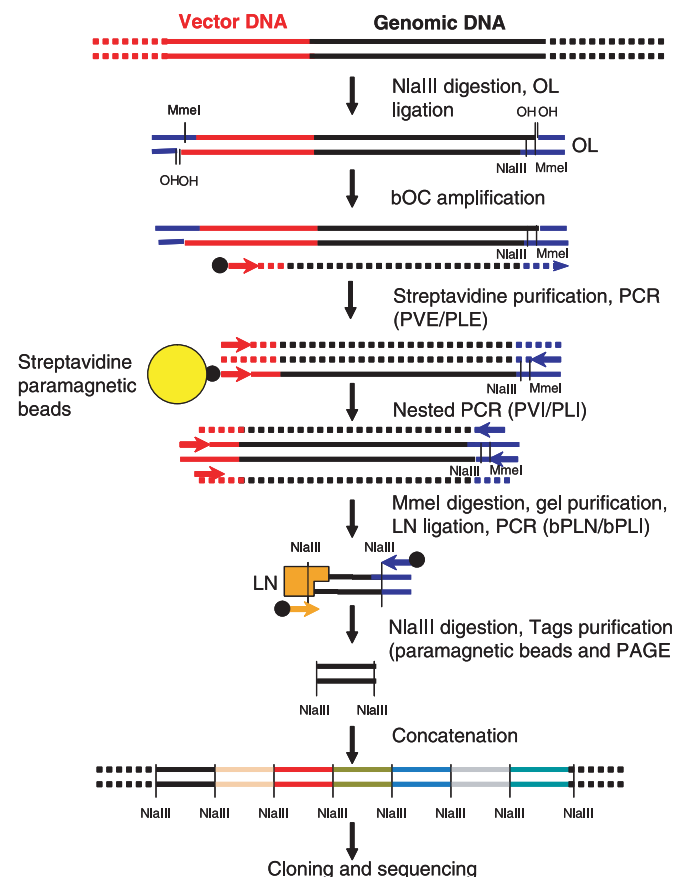 Vector DNA Genomic DNA
NlaIII digestion, OL
ligation
MmeI
OH OH
OL
OHOH
NlaIII MmeI
bOC amplification
NlaIII MmeI
Streptavidine purification, PCR
(PVE/PLE)
Streptavidine
paramagnetic
beads
NlaIII MmeI
Nested PCR (PVI/PLI)
NlaIII MmeI
MmeI digestion, gel purification,
LN ligation, PCR (bPLN/bPLI)
NlaIII NlaIII
LN
NlaIII digestion, Tags purification
(paramagnetic beads and PAGE
NlaIII NlaIII
Concatenation
NlaIII NlaIII NlaIII NlaIII NlaIII NlaIII NlaIII NlaIII
Cloning and sequencing